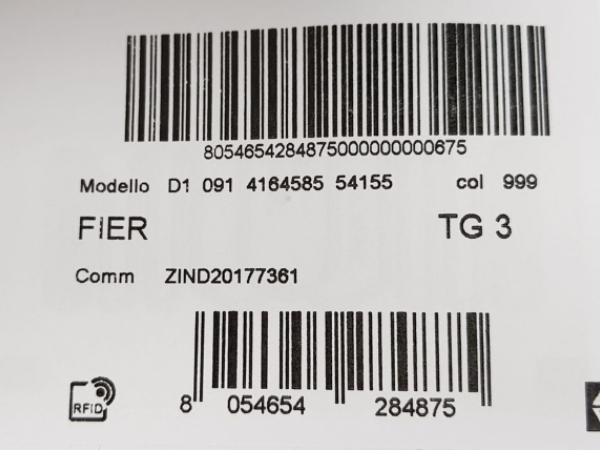 8054654284875000000000675
Modello D1 091 4164585 54155 col 999
FIER TG 3
Comm ZIND20177361
RFID
8 054654 284875